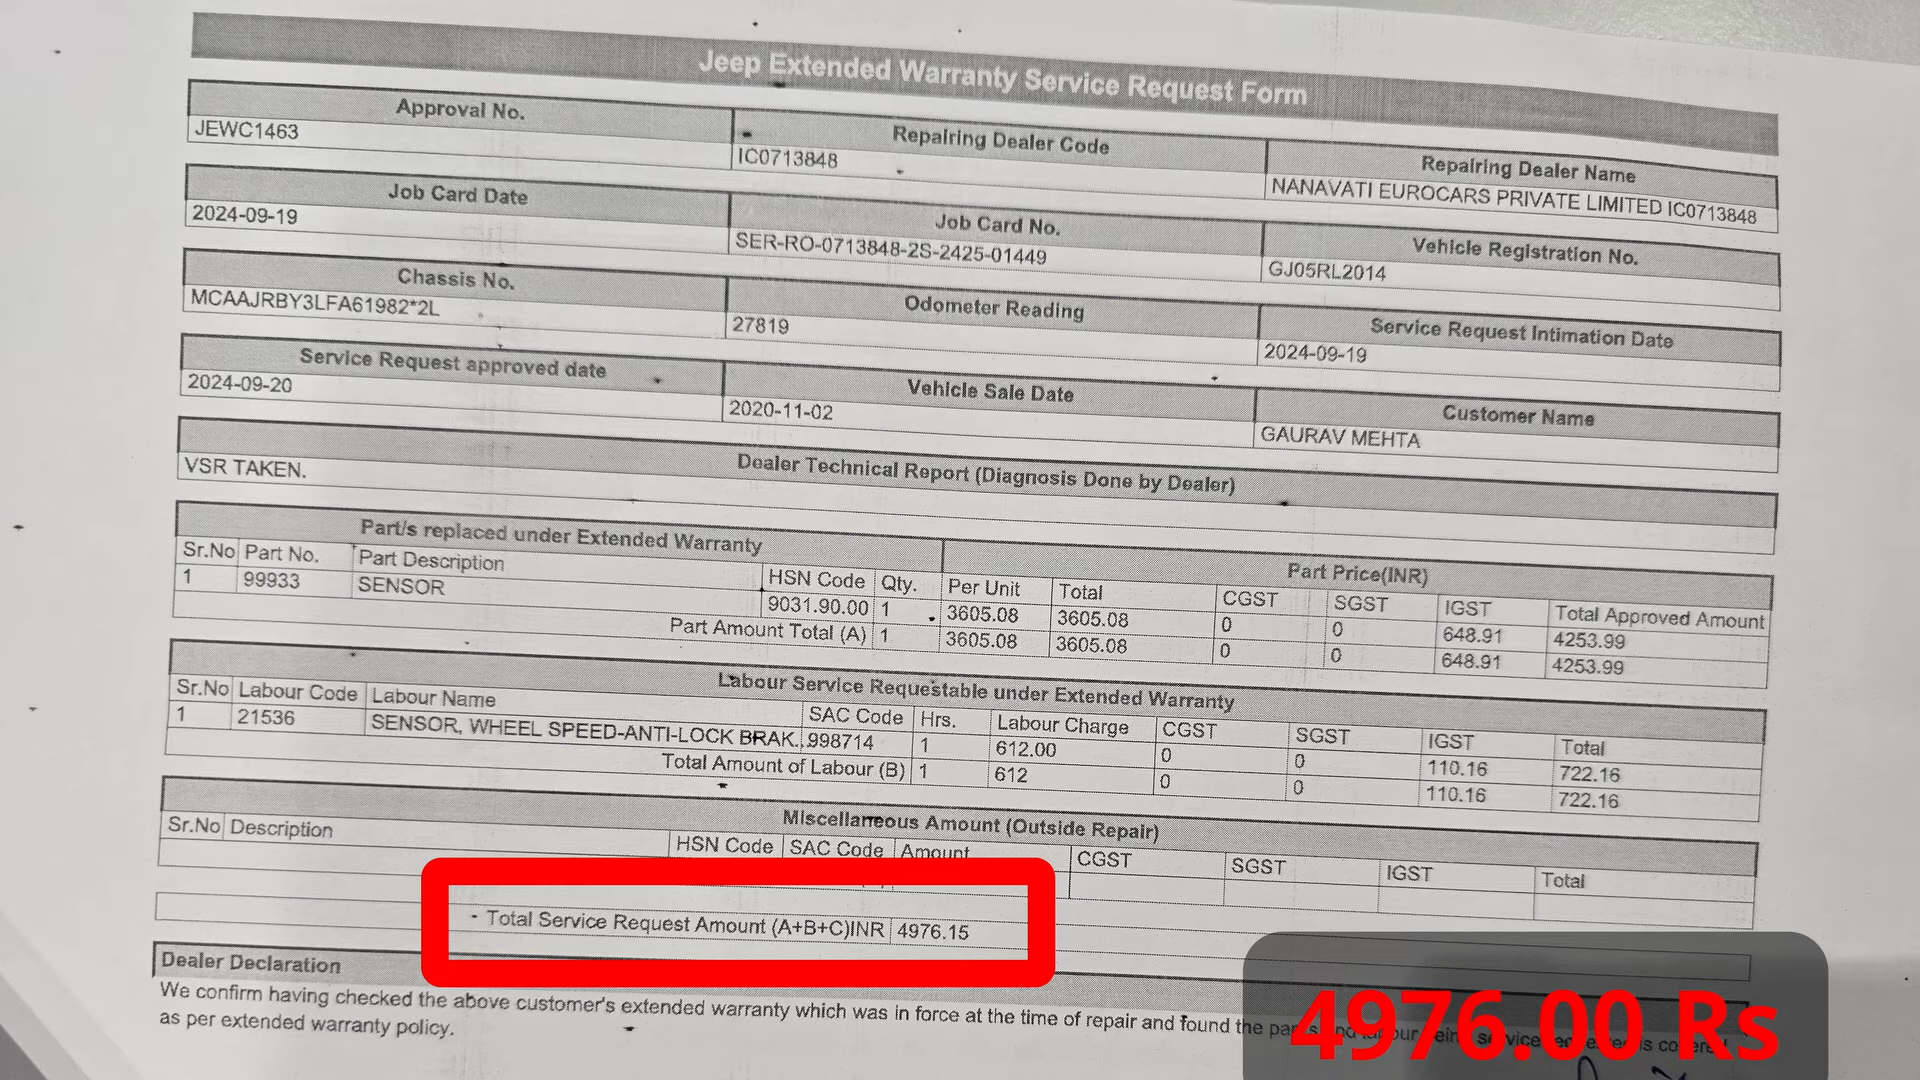 Jeep Extended Warranty Service Request Form
Approval No. Repairing Dealer Code Repairing Dealer Name
JEWC1463 IC0713848 NANAVATI EUROCARS PRIVATE LIMITED IC0713848
Job Card Date Job Card No. Vehicle Registration No.
2024-09-19 SER-RO-0713848-2S-2425-01449 GJ05RL2014
Chassis No. Odometer Reading Service Request Intimation Date
MCAAJRBY3LFA61982*2L 27819 2024-09-19
Service Request approved date Vehicle Sale Date Customer Name
2024-09-20 2020-11-02 GAURAV MEHTA
Dealer Technical Report (Diagnosis Done by Dealer)
VSR TAKEN.
Part/s replaced under Extended Warranty Part Price(INR)
Sr.No Part No. Part Description HSN Code Qty. Per Unit Total CGST SGST IGST Total Approved Amount
1 99933 SENSOR 9031.90.00 1 3605.08 3605.08 0 0 648.91 4253.99
Part Amount Total (A) 1 3605.08 3605.08 0 0 648.91 4253.99
Labour Service Requestable under Extended Warranty
Sr.No Labour Code Labour Name SAC Code Hrs. Labour Charge CGST SGST IGST Total
1 21536 SENSOR, WHEEL SPEED-ANTI-LOCK BRAK.. 998714 1 612.00 0 0 110.16 722.16
Total Amount of Labour (B) 1 612 0 0 110.16 722.16
Miscellaneous Amount (Outside Repair)
Sr.No Description HSN Code SAC Code Amount CGST SGST IGST Total
Total Service Request Amount (A+B+C)INR 4976.15
Dealer Declaration
We confirm having checked the above customer's extended warranty which was in force at the time of repair and found the
as per extended warranty policy.
4976.00 Rs